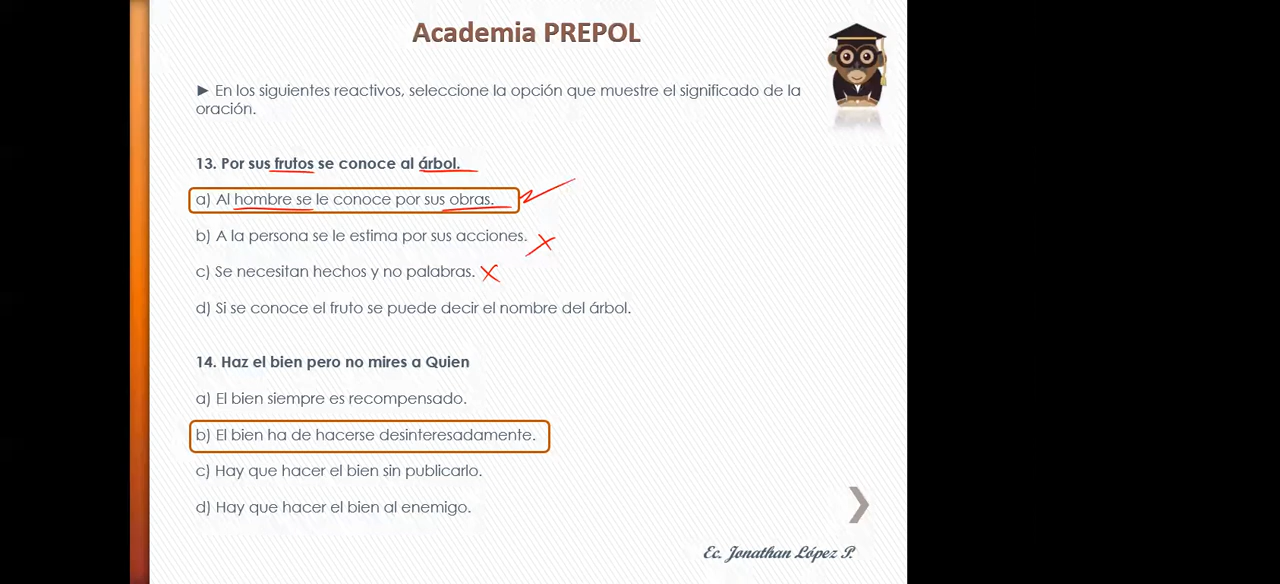 Academia PREPOL
► En los siguientes reactivos, seleccione la opción que muestre el significado de la
oración.
13. Por sus frutos se conoce al árbol.
a) Al hombre se le conoce por sus obras.
b) A la persona se le estima por sus acciones.
c) Se necesitan hechos y no palabras.
d) Si se conoce el fruto se puede decir el nombre del árbol.
14. Haz el bien pero no mires a Quien
a) El bien siempre es recompensado.
b) El bien ha de hacerse desinteresadamente.
c) Hay que hacer el bien sin publicarlo.
d) Hay que hacer el bien al enemigo.
Ec. Jonathan López P.